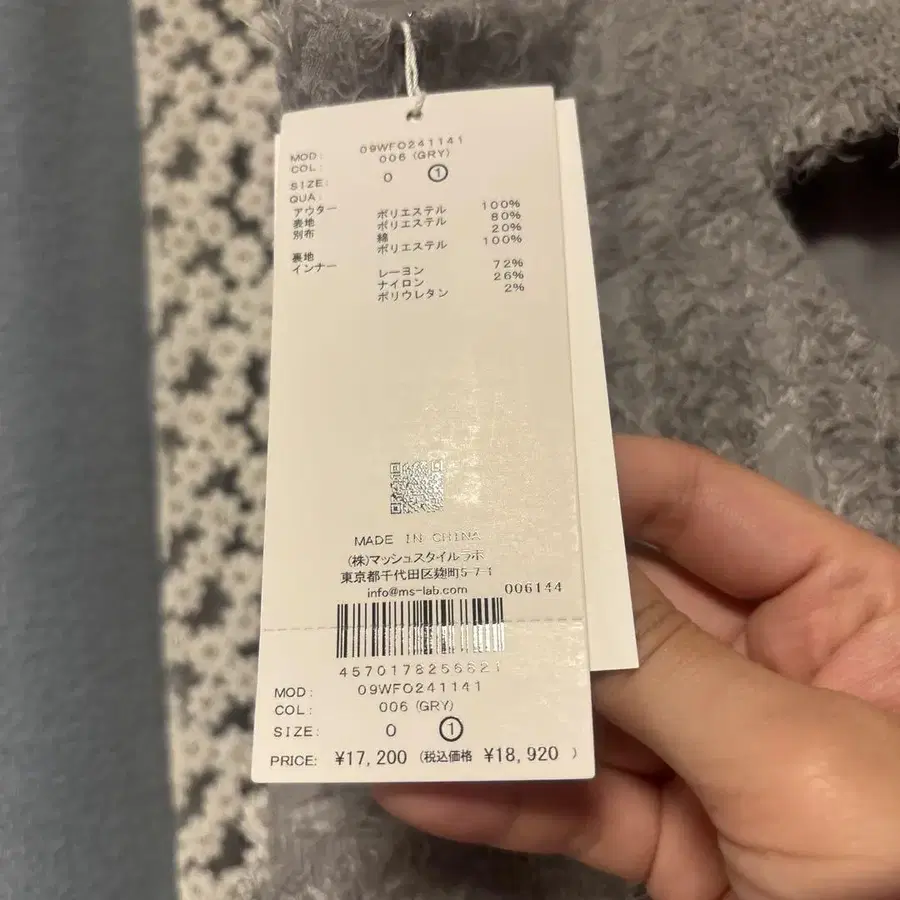 MOD: 09WFO241141
COL: 006 (GRY)
SIZE: 0 ①
QUA:
アウター
表地 ポリエステル 100%
別布 ポリエステル 80%
綿 20%
裏地 ポリエステル 100%
インナー
レーヨン 72%
ナイロン 26%
ポリウレタン 2%
MADE IN CHINA
(株)マッシュスタイルラボ
東京都千代田区麹町5-7-1
info@ms-lab.com 006144
4570178256821
MOD: 09WFO241141
COL: 006 (GRY)
SIZE: 0 ①
PRICE: ¥17,200 (税込価格 ¥18,920 )